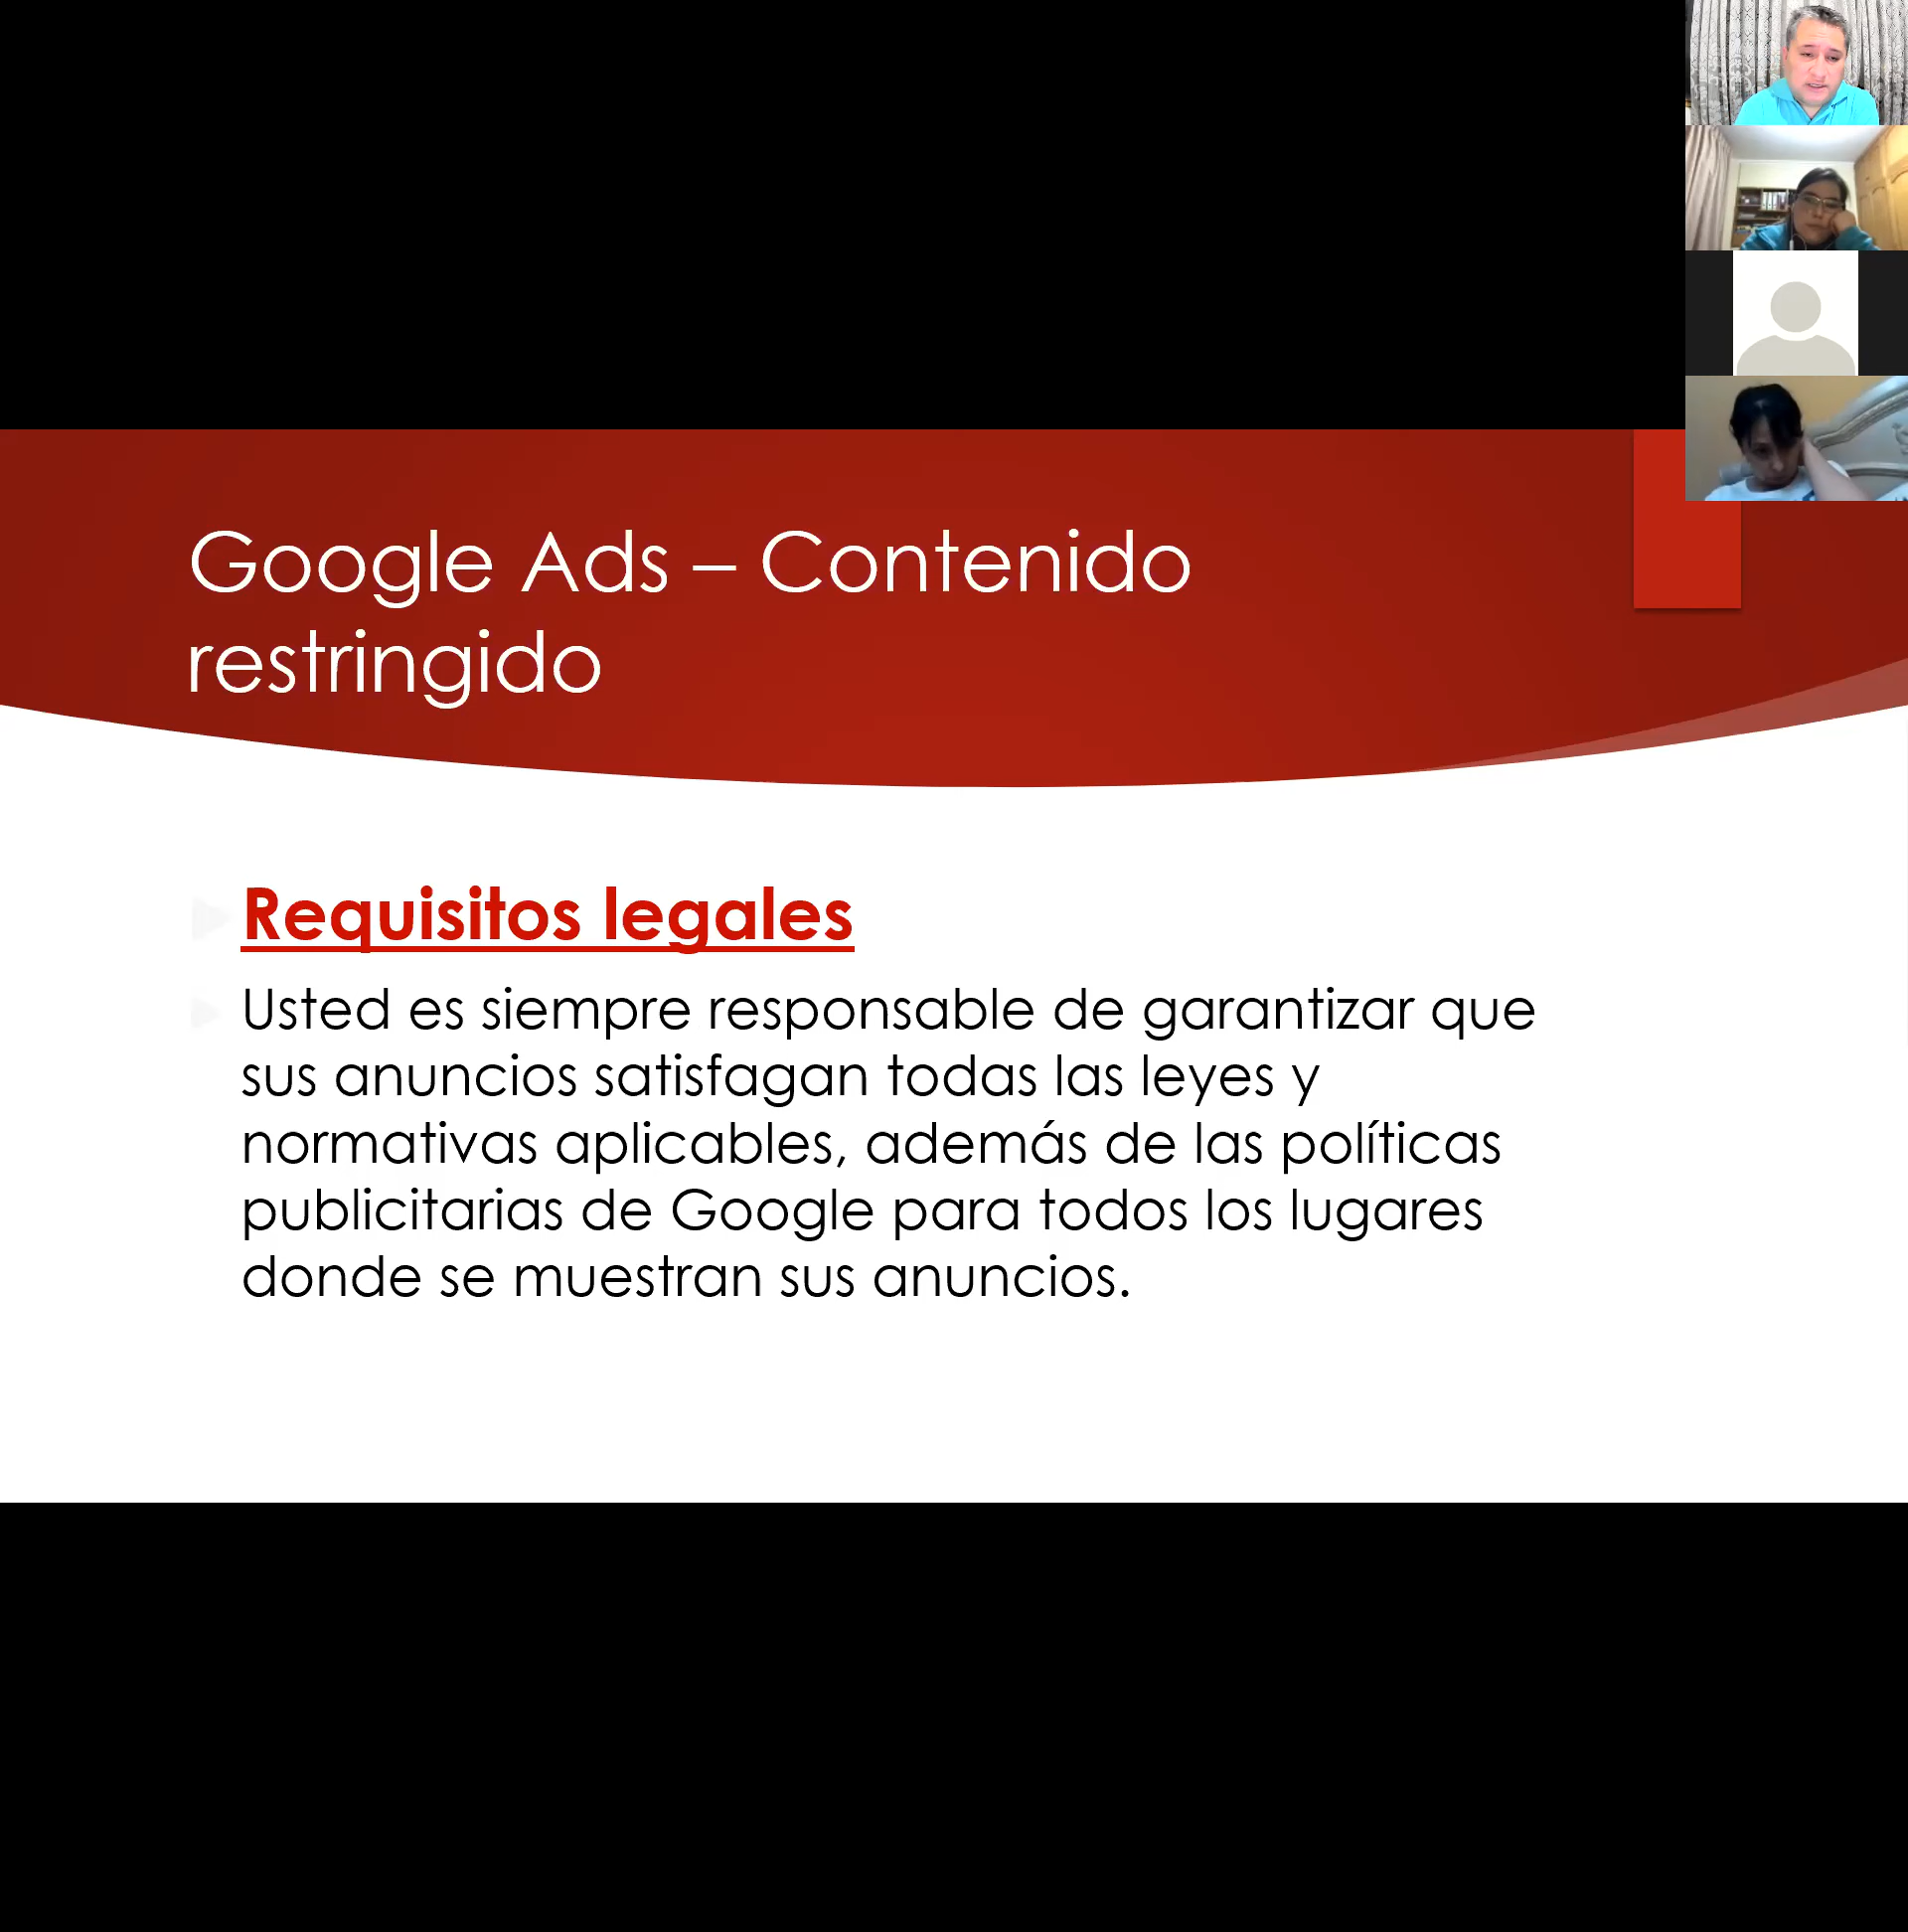 Google Ads – Contenido
restringido
Requisitos legales
Usted es siempre responsable de garantizar que
sus anuncios satisfagan todas las leyes y
normativas aplicables, además de las políticas
publicitarias de Google para todos los lugares
donde se muestran sus anuncios.